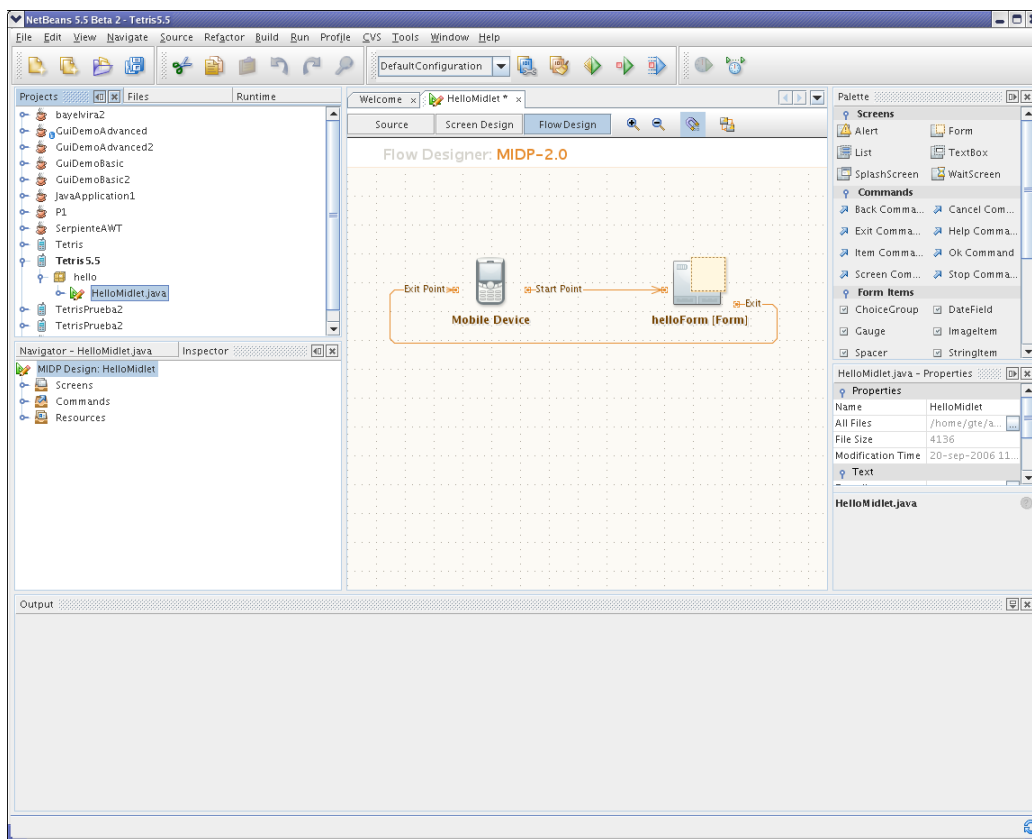 NetBeans 5.5 Beta 2 - Tetris5.5
File Edit View Navigate Source Refactor Build Run Profile CVS Tools Window Help
DefaultConfiguration
Projects Files Runtime
bayelvira2
GuiDemoAdvanced
GuiDemoAdvanced2
GuiDemoBasic
GuiDemoBasic2
JavaApplication1
P1
SerpienteAWT
Tetris
Tetris5.5
hello
HelloMidlet.java
TetrisPrueba2
TetrisPrueba2
Navigator - HelloMidlet.java Inspector
MIDP Design: HelloMidlet
Screens
Commands
Resources
Welcome HelloMidlet *
Source Screen Design Flow Design
Flow Designer: MIDP-2.0
Exit Point Start Point
Exit
Mobile Device helloForm [Form]
Palette
Screens
Alert Form
List TextBox
SplashScreen WaitScreen
Commands
Back Comma... Cancel Com...
Exit Comma... Help Comma...
Item Comma... Ok Command
Screen Com... Stop Comma...
Form Items
ChoiceGroup DateField
Gauge ImageItem
Spacer StringItem
HelloMidlet.java - Properties
Properties
Name HelloMidlet
All Files /home/gte/a... ...
File Size 4136
Modification Time 20-sep-2006 11...
Text
HelloMidlet.java
Output